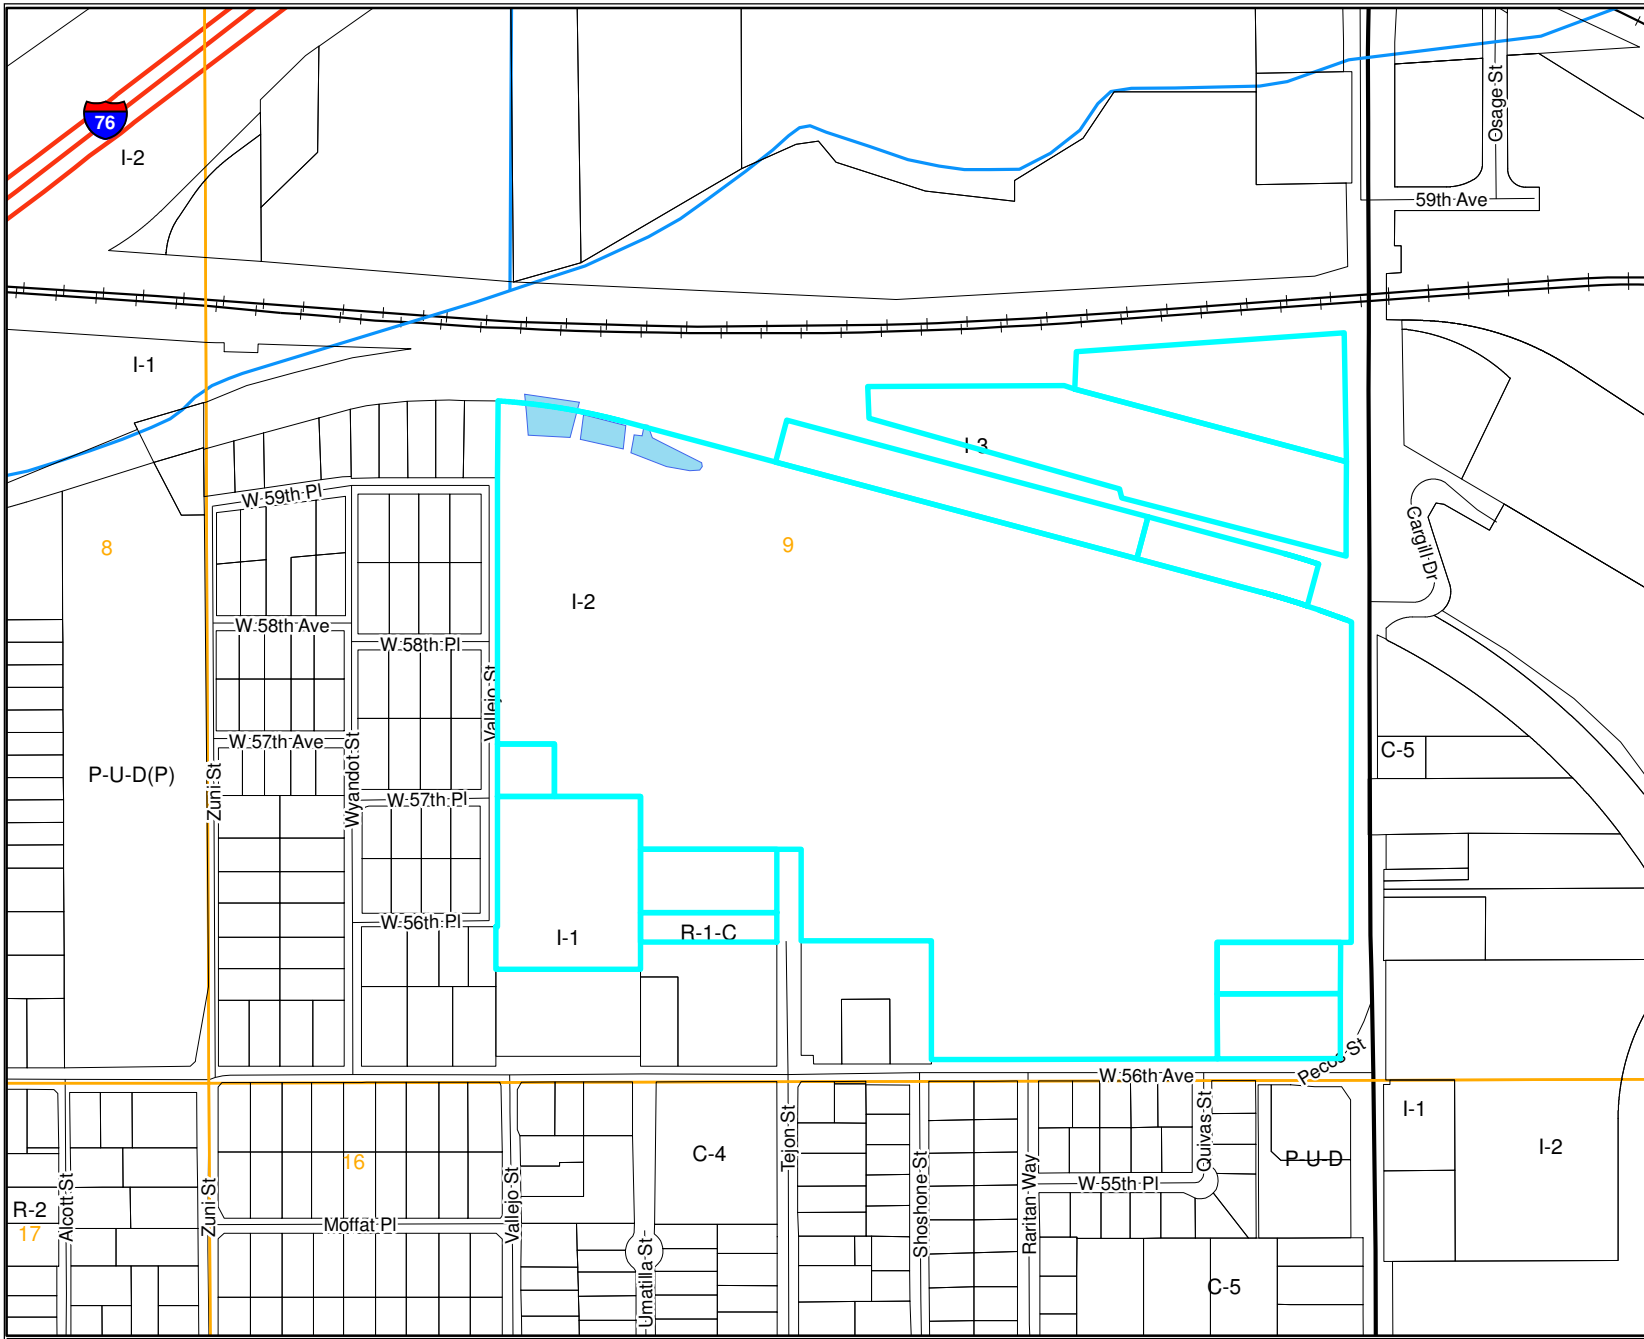 76
I-2
Osage St
59th Ave
I-1
I-3
W 59th Pl
Cargill Dr
8
9
I-2
W 58th Ave
W 58th Pl
Vallejo St
W 57th Ave
Wyandot St
Zuni St
P-U-D(P)
C-5
W 57th Pl
W 56th Pl
I-1
R-1-C
Pecos St
W 56th Ave
I-1
I-2
Quivas St
Tejon St
C-4
16
P-U-D
W 55th Pl
Alcott St
Zuni St
Vallejo St
Shoshone St
Raritan Way
R-2
17
Moffat Pl
Umatilla St
C-5